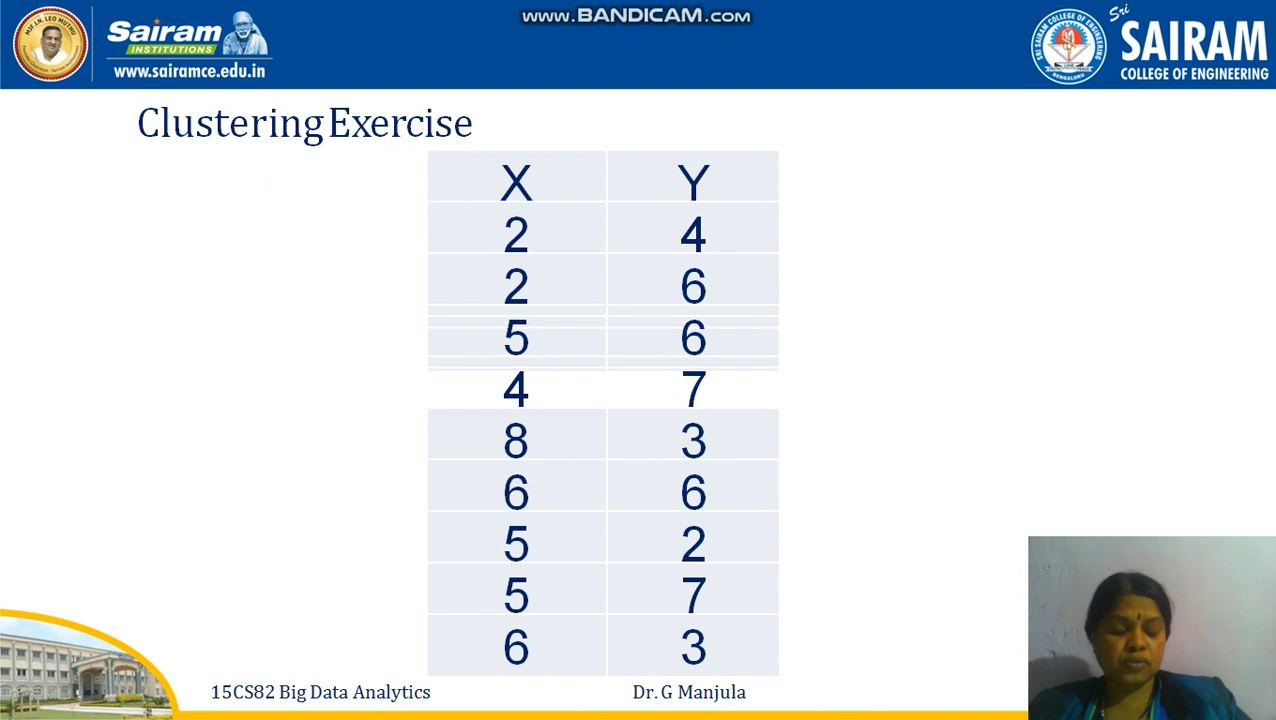 www.BANDICAM.com
Sairam
INSTITUTIONS
www.sairamce.edu.in
Sri
SAIRAM
COLLEGE OF ENGINEERING
Clustering Exercise
X Y
2 4
2 6
5 6
4 7
8 3
6 6
5 2
5 7
6 3
15CS82 Big Data Analytics Dr. G Manjula